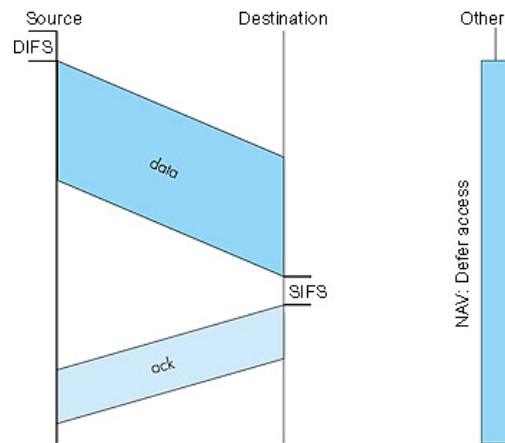 Source
Destination
Other
DIFS
data
SIFS
ack
NAV: Defer access